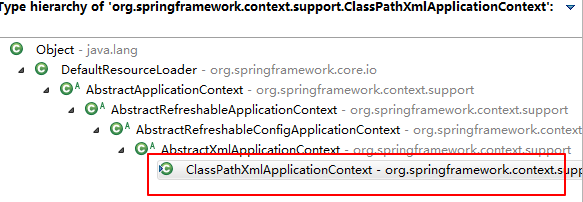 Type hierarchy of 'org.springframework.context.support.ClassPathXmlApplicationContext':
Object - java.lang
DefaultResourceLoader - org.springframework.core.io
AbstractApplicationContext - org.springframework.context.support
AbstractRefreshableApplicationContext - org.springframework.context.support
AbstractRefreshableConfigApplicationContext - org.springframework.context.support
AbstractXmlApplicationContext - org.springframework.context.support
ClassPathXmlApplicationContext - org.springframework.context.supp